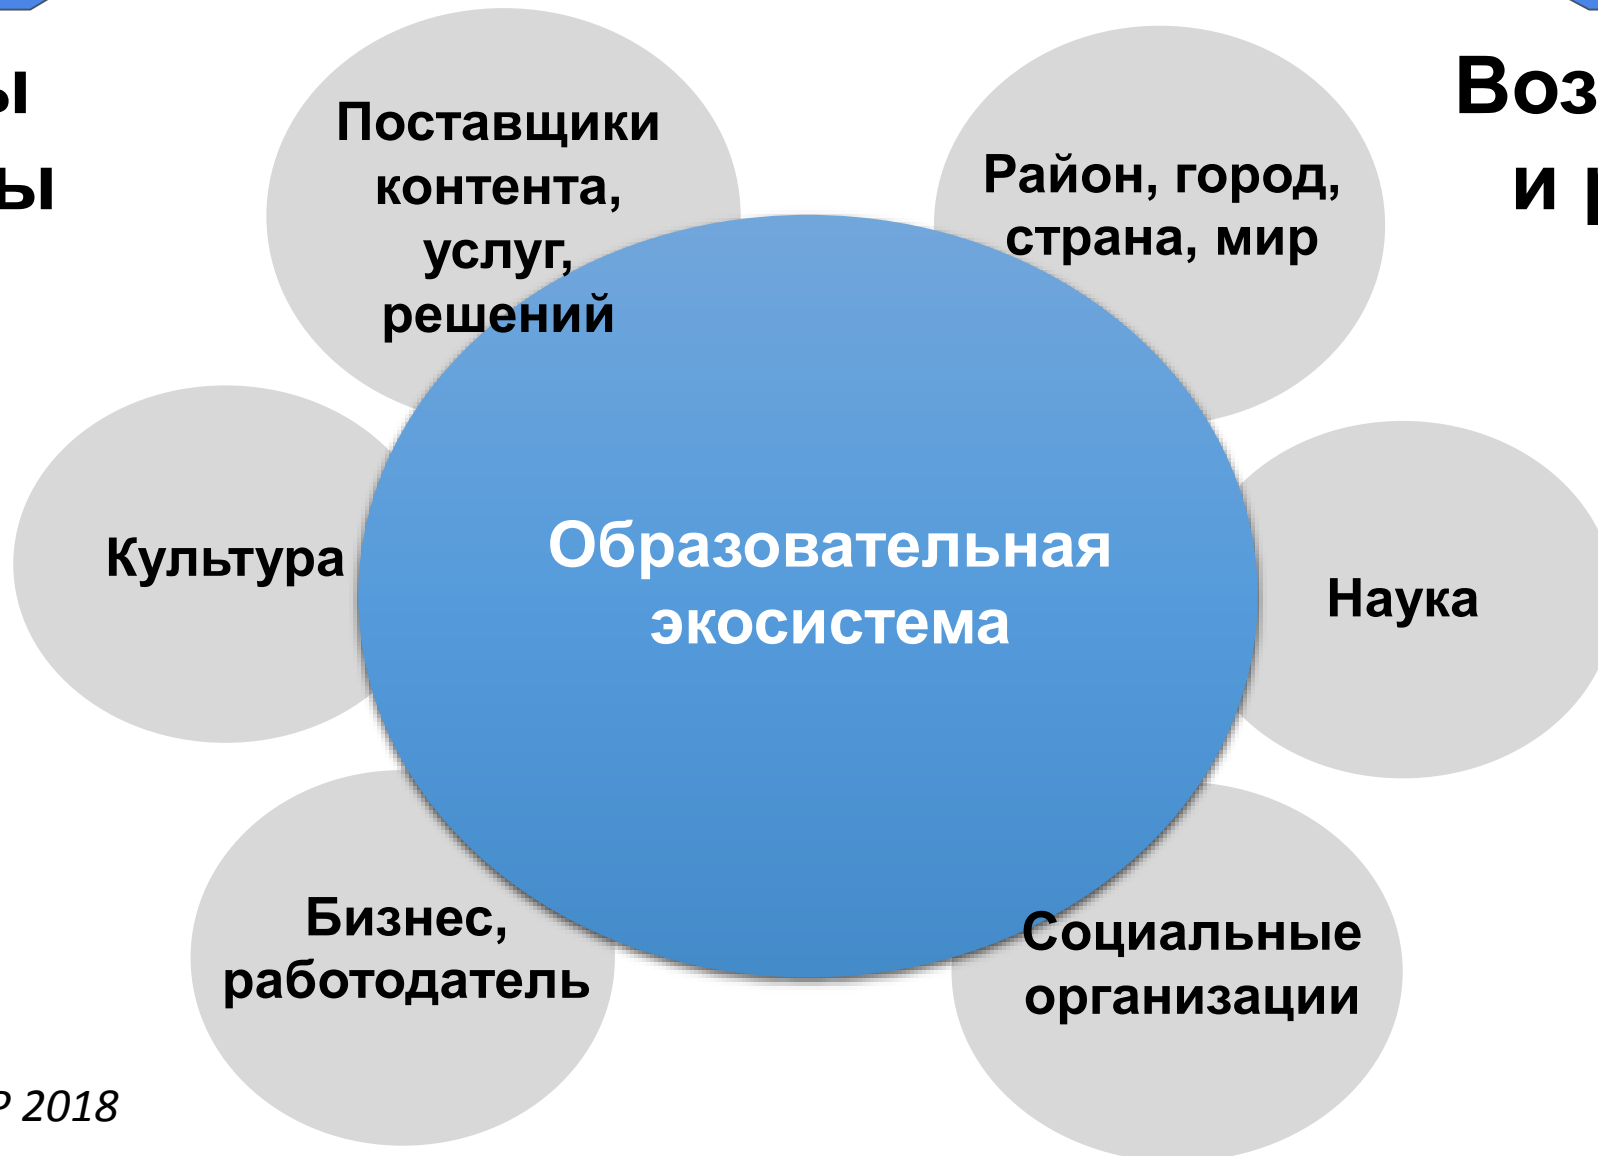 Поставщики
контента,
услуг,
решений
Район, город,
страна, мир
Культура
Образовательная
экосистема
Наука
Бизнес,
работодатель
Социальные
организации
2018